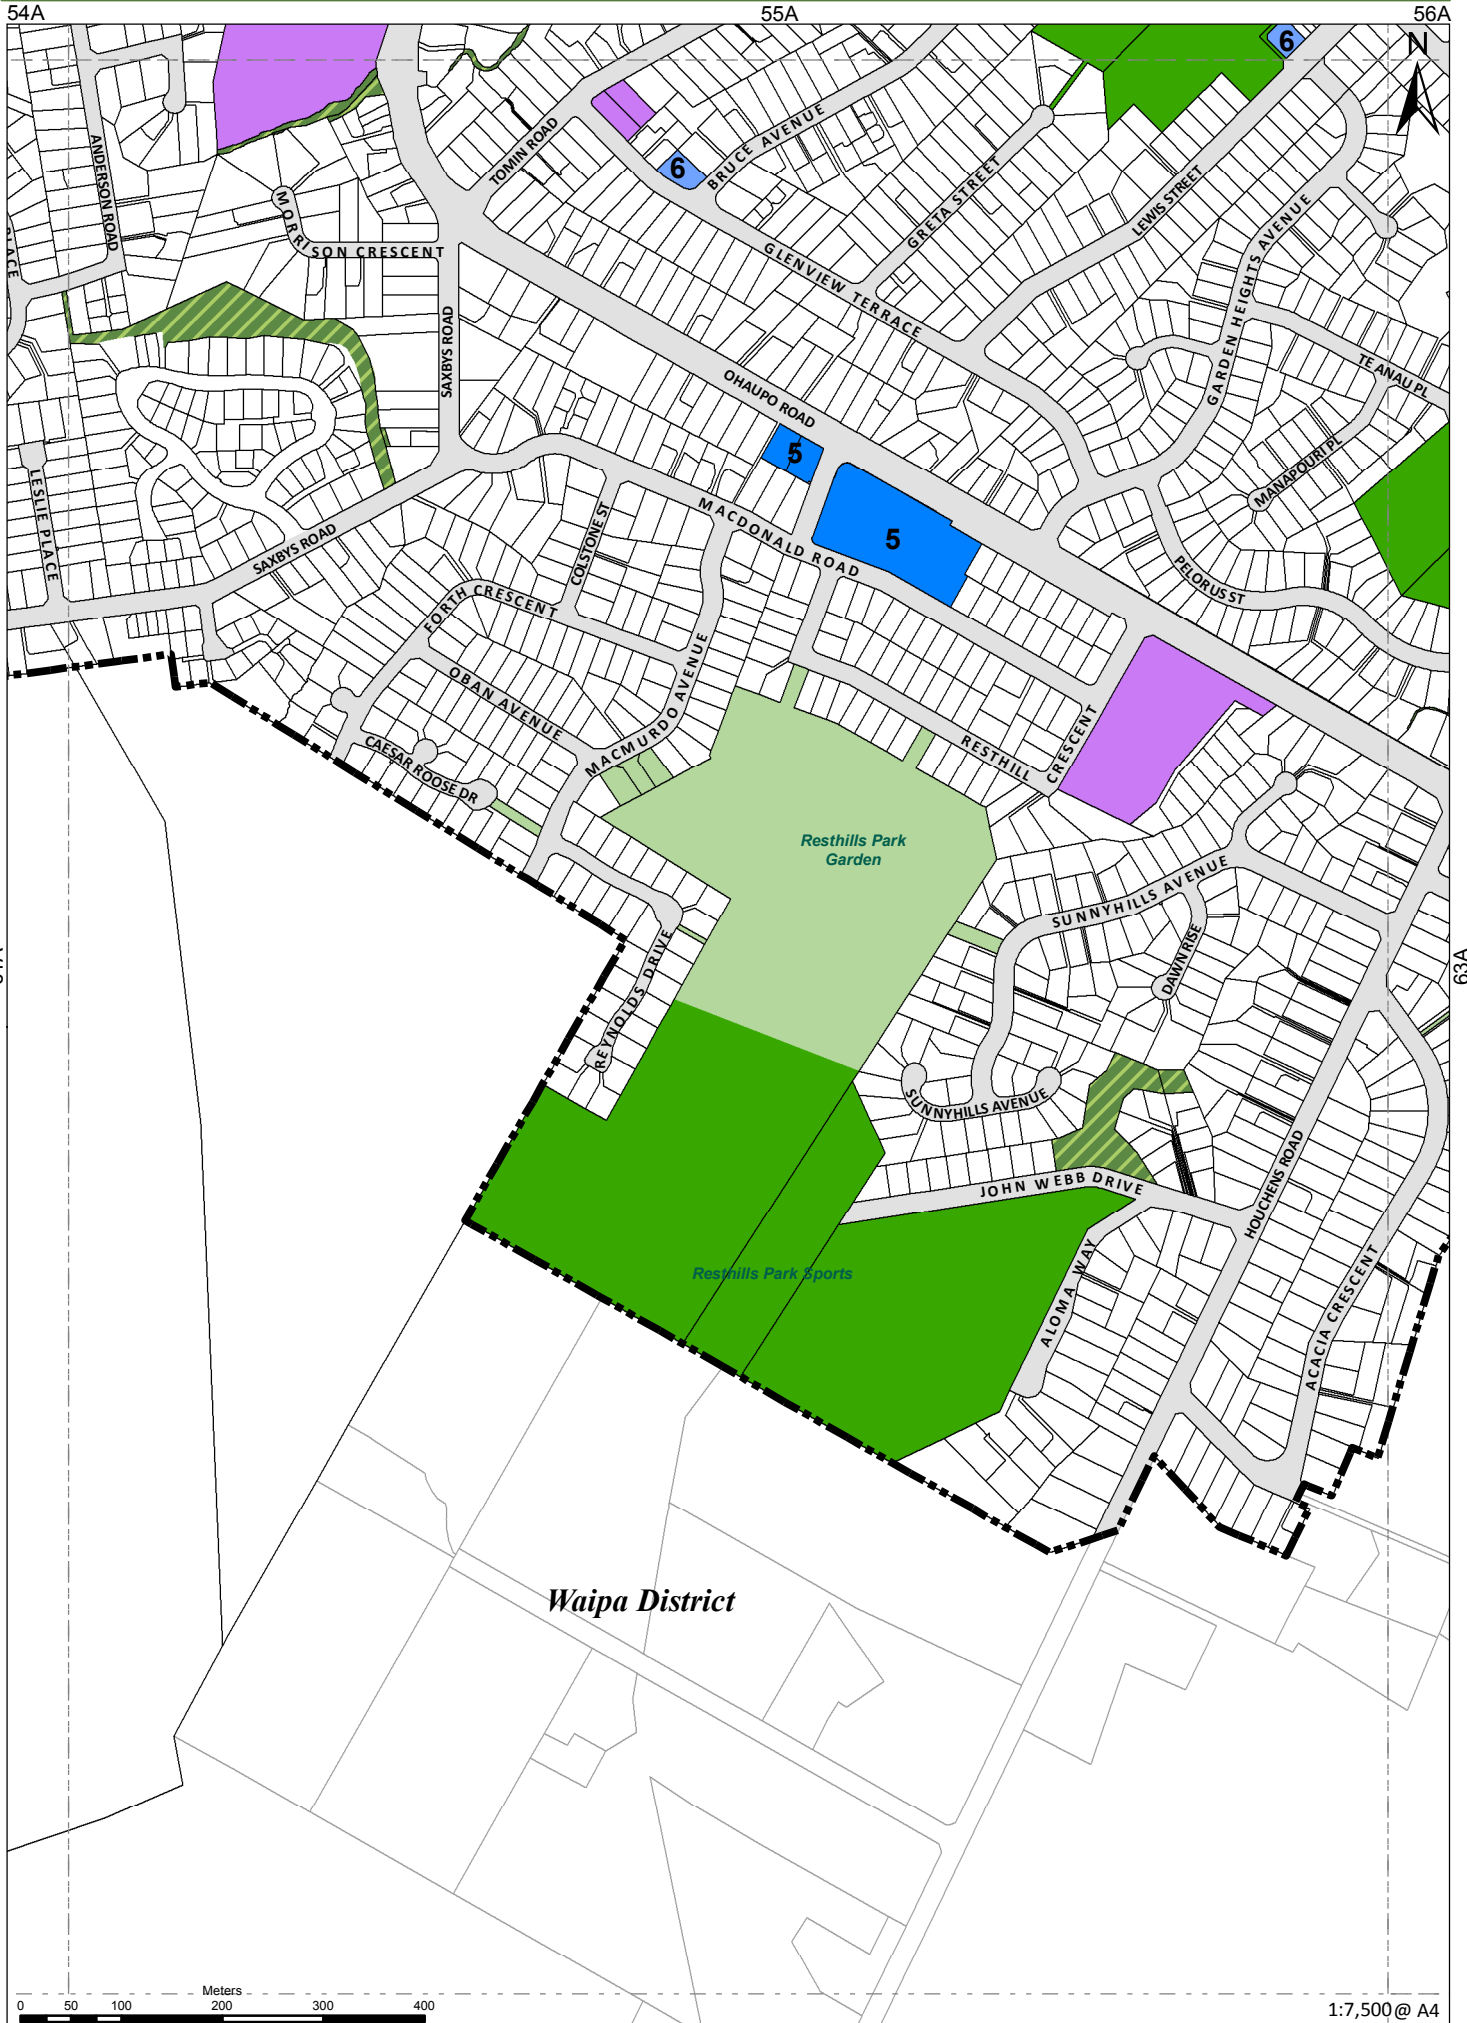 54A
55A
56A
N
6
6
TOMIN ROAD
BRUCE AVENUE
ANDERSON ROAD
GRETA STREET
LEWIS STREET
MORRISON CRESCENT
PLACE
GLENVIEW TERRACE
GARDEN HEIGHTS AVENUE
SAXBYS ROAD
OHAUPO ROAD
TE ANAU PL
MANAPOURI PL
5
5
LESLIE PLACE
MACDONALD ROAD
SAXBYS ROAD
COLSTONE ST
FORTH CRESCENT
PELORUS ST
OBAN AVENUE
MACMURDO AVENUE
CAESAR ROOSE DR
RESTHILL CRESCENT
Resthills Park
Garden
SUNNYHILLS AVENUE
DAWN RISE
REYNOLDS DRIVE
63A
SUNNYHILLS AVENUE
JOHN WEBB DRIVE
HOUCHENS ROAD
ALOMA WAY
Resthills Park Sports
ACACIA CRESCENT
Waipa District
Meters
0 50 100 200 300 400
1:7,500 @ A4